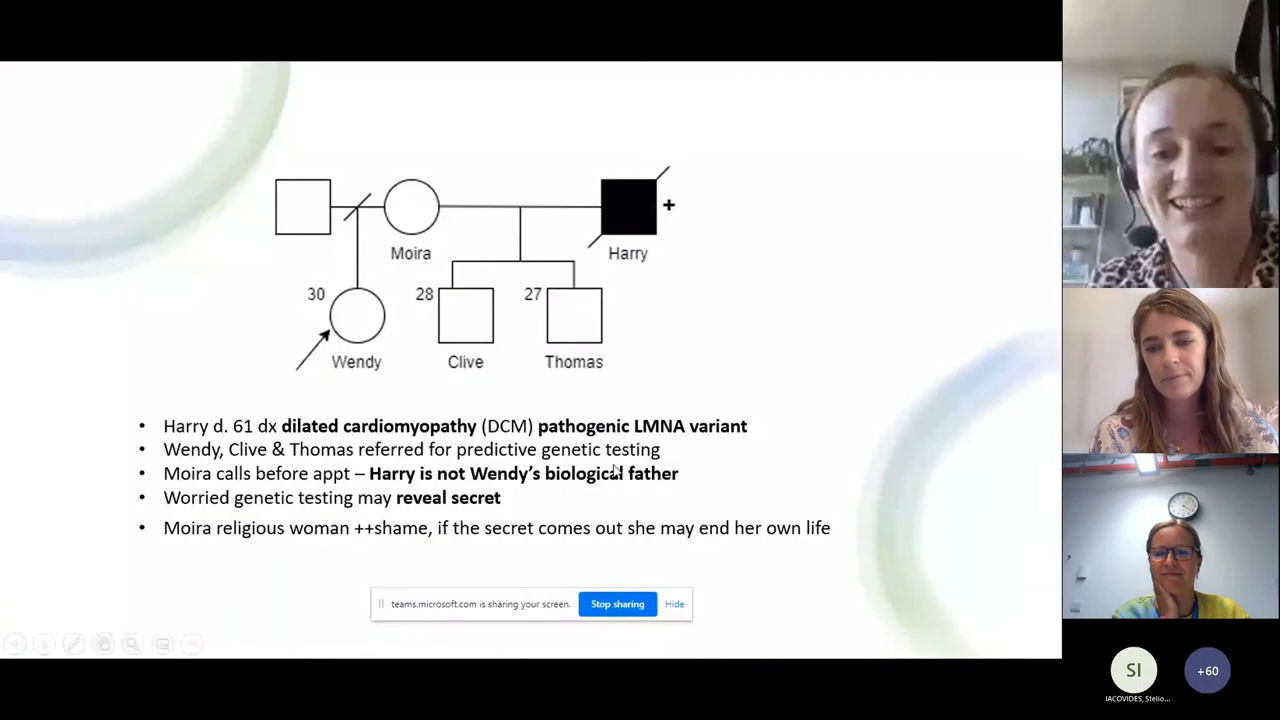 +
Moira
Harry
30
28
27
Wendy
Clive
Thomas
• Harry d. 61 dx dilated cardiomyopathy (DCM) pathogenic LMNA variant
• Wendy, Clive & Thomas referred for predictive genetic testing
• Moira calls before appt – Harry is not Wendy's biological father
• Worried genetic testing may reveal secret
• Moira religious woman ++shame, if the secret comes out she may end her own life
teams.microsoft.com is sharing your screen. Stop sharing Hide
SI
+60
IACOVIDES, Stelio...